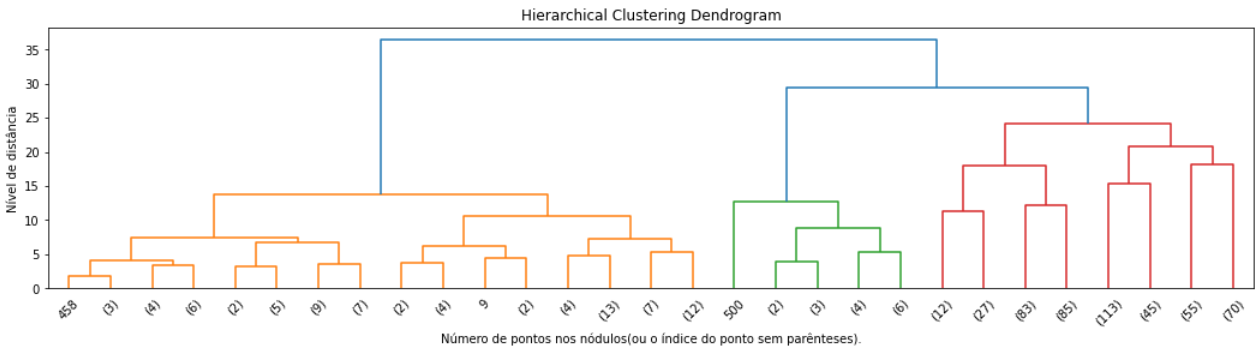 Hierarchical Clustering Dendrogram
35
30
25
20
15
10
5
0
Nível de distância
458 (3) (4) (6) (2) (5) (9) (7) (2) (4) 9 (2) (4) (13) (7) (12) 500 (2) (3) (4) (6) (12) (27) (83) (85) (113) (45) (55) (70)
Número de pontos nos nódulos(ou o índice do ponto sem parênteses).